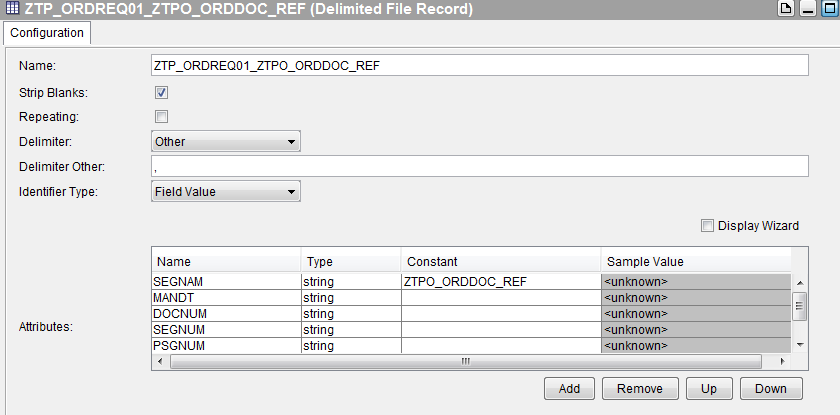 ZTP_ORDREQ01_ZTPO_ORDDOC_REF (Delimited File Record)
Configuration
Name: ZTP_ORDREQ01_ZTPO_ORDDOC_REF
Strip Blanks:
Repeating:
Delimiter: Other
Delimiter Other: ,
Identifier Type: Field Value
Display Wizard
Name Type Constant Sample Value
SEGNAM string ZTPO_ORDDOC_REF <unknown>
MANDT string <unknown>
DOCNUM string <unknown>
Attributes: SEGNUM string <unknown>
PSGNUM string <unknown>
Add Remove Up Down